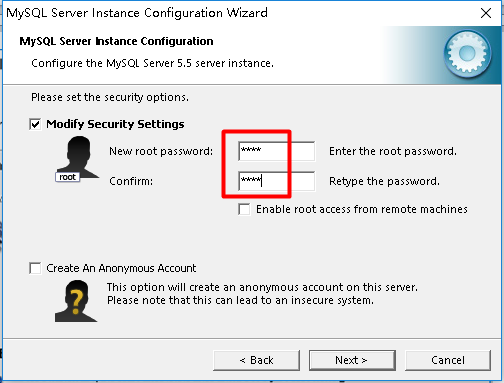 MySQL Server Instance Configuration Wizard
MySQL Server Instance Configuration
Configure the MySQL Server 5.5 server instance.
Please set the security options.
Modify Security Settings
root
New root password: **** Enter the root password.
Confirm: **** Retype the password.
Enable root access from remote machines
Create An Anonymous Account
This option will create an anonymous account on this server.
Please note that this can lead to an insecure system.
< Back Next > Cancel